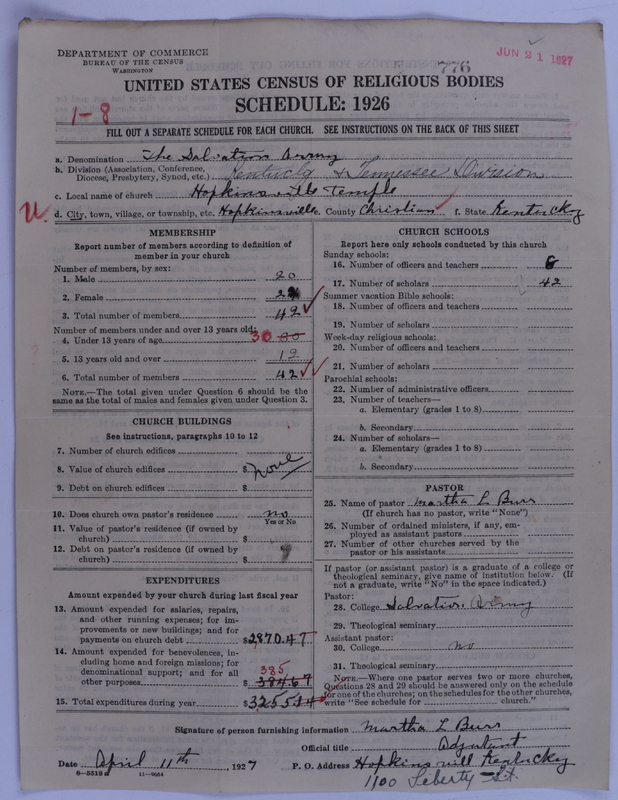 DEPARTMENT OF COMMERCE
BUREAU OF THE CENSUS
WASHINGTON
776
JUN 21 1927
UNITED STATES CENSUS OF RELIGIOUS BODIES
SCHEDULE: 1926
1-8
FILL OUT A SEPARATE SCHEDULE FOR EACH CHURCH. SEE INSTRUCTIONS ON THE BACK OF THIS SHEET
a. Denomination The Salvation Army
b. Division (Association, Conference, Diocese, Presbytery, Synod, etc.) Kentucky & Tennessee Division
c. Local name of church Hopkinsville Temple
U. d. City, town, village, or township, etc. Hopkinsville e. County Christian f. State Kentucky
MEMBERSHIP
Report number of members according to definition of
member in your church
Number of members, by sex:
1. Male 20
2. Female 22
3. Total number of members 42
Number of members under and over 13 years old:
4. Under 13 years of age 30
5. 13 years old and over 12
6. Total number of members 42
NOTE.—The total given under Question 6 should be the
same as the total of males and females given under Question 3.
CHURCH BUILDINGS
See instructions, paragraphs 10 to 12
7. Number of church edifices
8. Value of church edifices $ none
9. Debt on church edifices $
10. Does church own pastor's residence no
Yes or No
11. Value of pastor's residence (if owned by
church) $
12. Debt on pastor's residence (if owned by
church) $
EXPENDITURES
Amount expended by your church during last fiscal year
13. Amount expended for salaries, repairs,
and other running expenses; for im-
provements or new buildings; and for
payments on church debt $2870.47
14. Amount expended for benevolences, in-
cluding home and foreign missions; for
denominational support; and for all
385
other purposes $ 384.67
15. Total expenditures during year $3255.14
CHURCH SCHOOLS
Report here only schools conducted by this church
Sunday schools:
16. Number of officers and teachers 8
17. Number of scholars 42
Summer vacation Bible schools:
18. Number of officers and teachers
19. Number of scholars
Week-day religious schools:
20. Number of officers and teachers
21. Number of scholars
Parochial schools:
22. Number of administrative officers
23. Number of teachers—
a. Elementary (grades 1 to 8)
b. Secondary
24. Number of scholars—
a. Elementary (grades 1 to 8)
b. Secondary
PASTOR
25. Name of pastor Martha L Burr
(If church has no pastor, write "None")
26. Number of ordained ministers, if any, em-
ployed as assistant pastors
27. Number of other churches served by the
pastor or his assistants
If pastor (or assistant pastor) is a graduate of a college or
theological seminary, give name of institution below. (If
not a graduate, write "No" in the space indicated.)
Pastor:
28. College Salvation Army
29. Theological seminary
Assistant pastor:
30. College no
31. Theological seminary
NOTE.—Where one pastor serves two or more churches,
Questions 28 and 29 should be answered only on the schedule
for one of the churches; on the schedules for the other churches,
write "See schedule for church."
Signature of person furnishing information Martha L Burr
Official title Adjutant
Date April 11th, 1927 P. O. Address Hopkinsvill Kentucky
8-5519 11-9684 1100 Liberty St